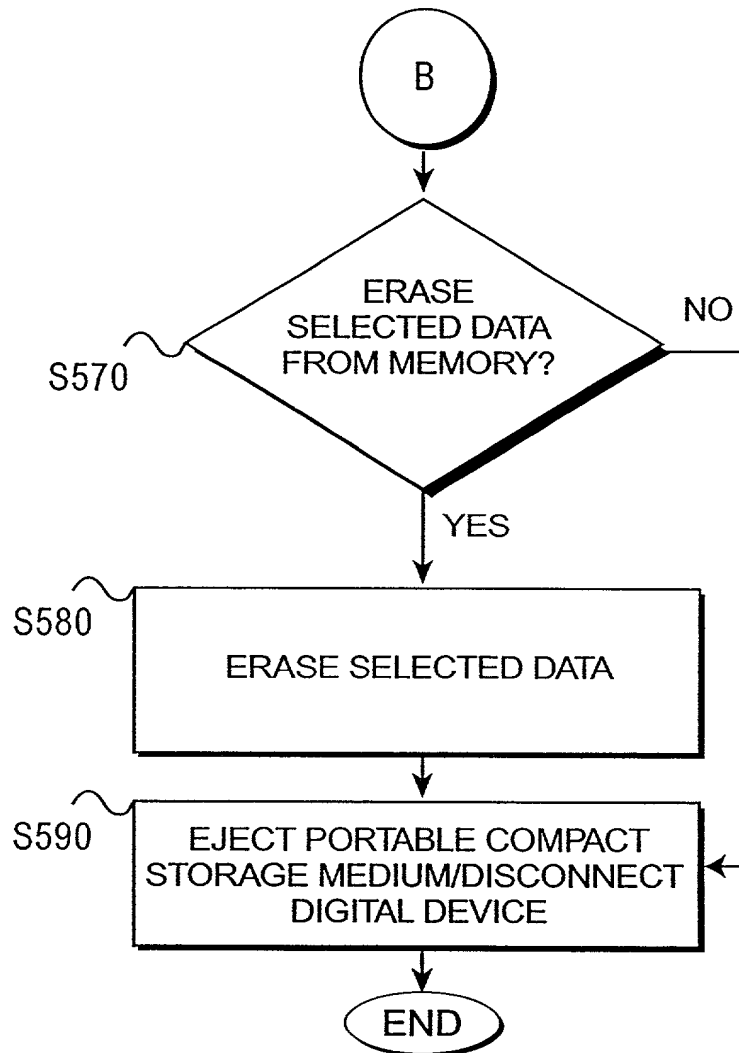 B
ERASE
SELECTED DATA
FROM MEMORY?
NO
S570
YES
S580
ERASE SELECTED DATA
S590
EJECT PORTABLE COMPACT
STORAGE MEDIUM/DISCONNECT
DIGITAL DEVICE
END